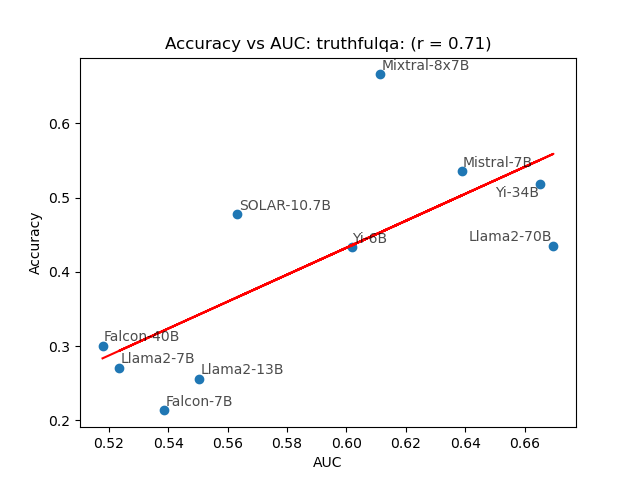 Accuracy vs AUC: truthfulqa: (r = 0.71)
Mixtral-8x7B
0.6
Mistral-7B
Yi-34B
0.5
SOLAR-10.7B
Yi-6B
Llama2-70B
Accuracy
0.4
Falcon-40B
0.3
Llama2-7B
Llama2-13B
Falcon-7B
0.2
0.52 0.54 0.56 0.58 0.60 0.62 0.64 0.66
AUC